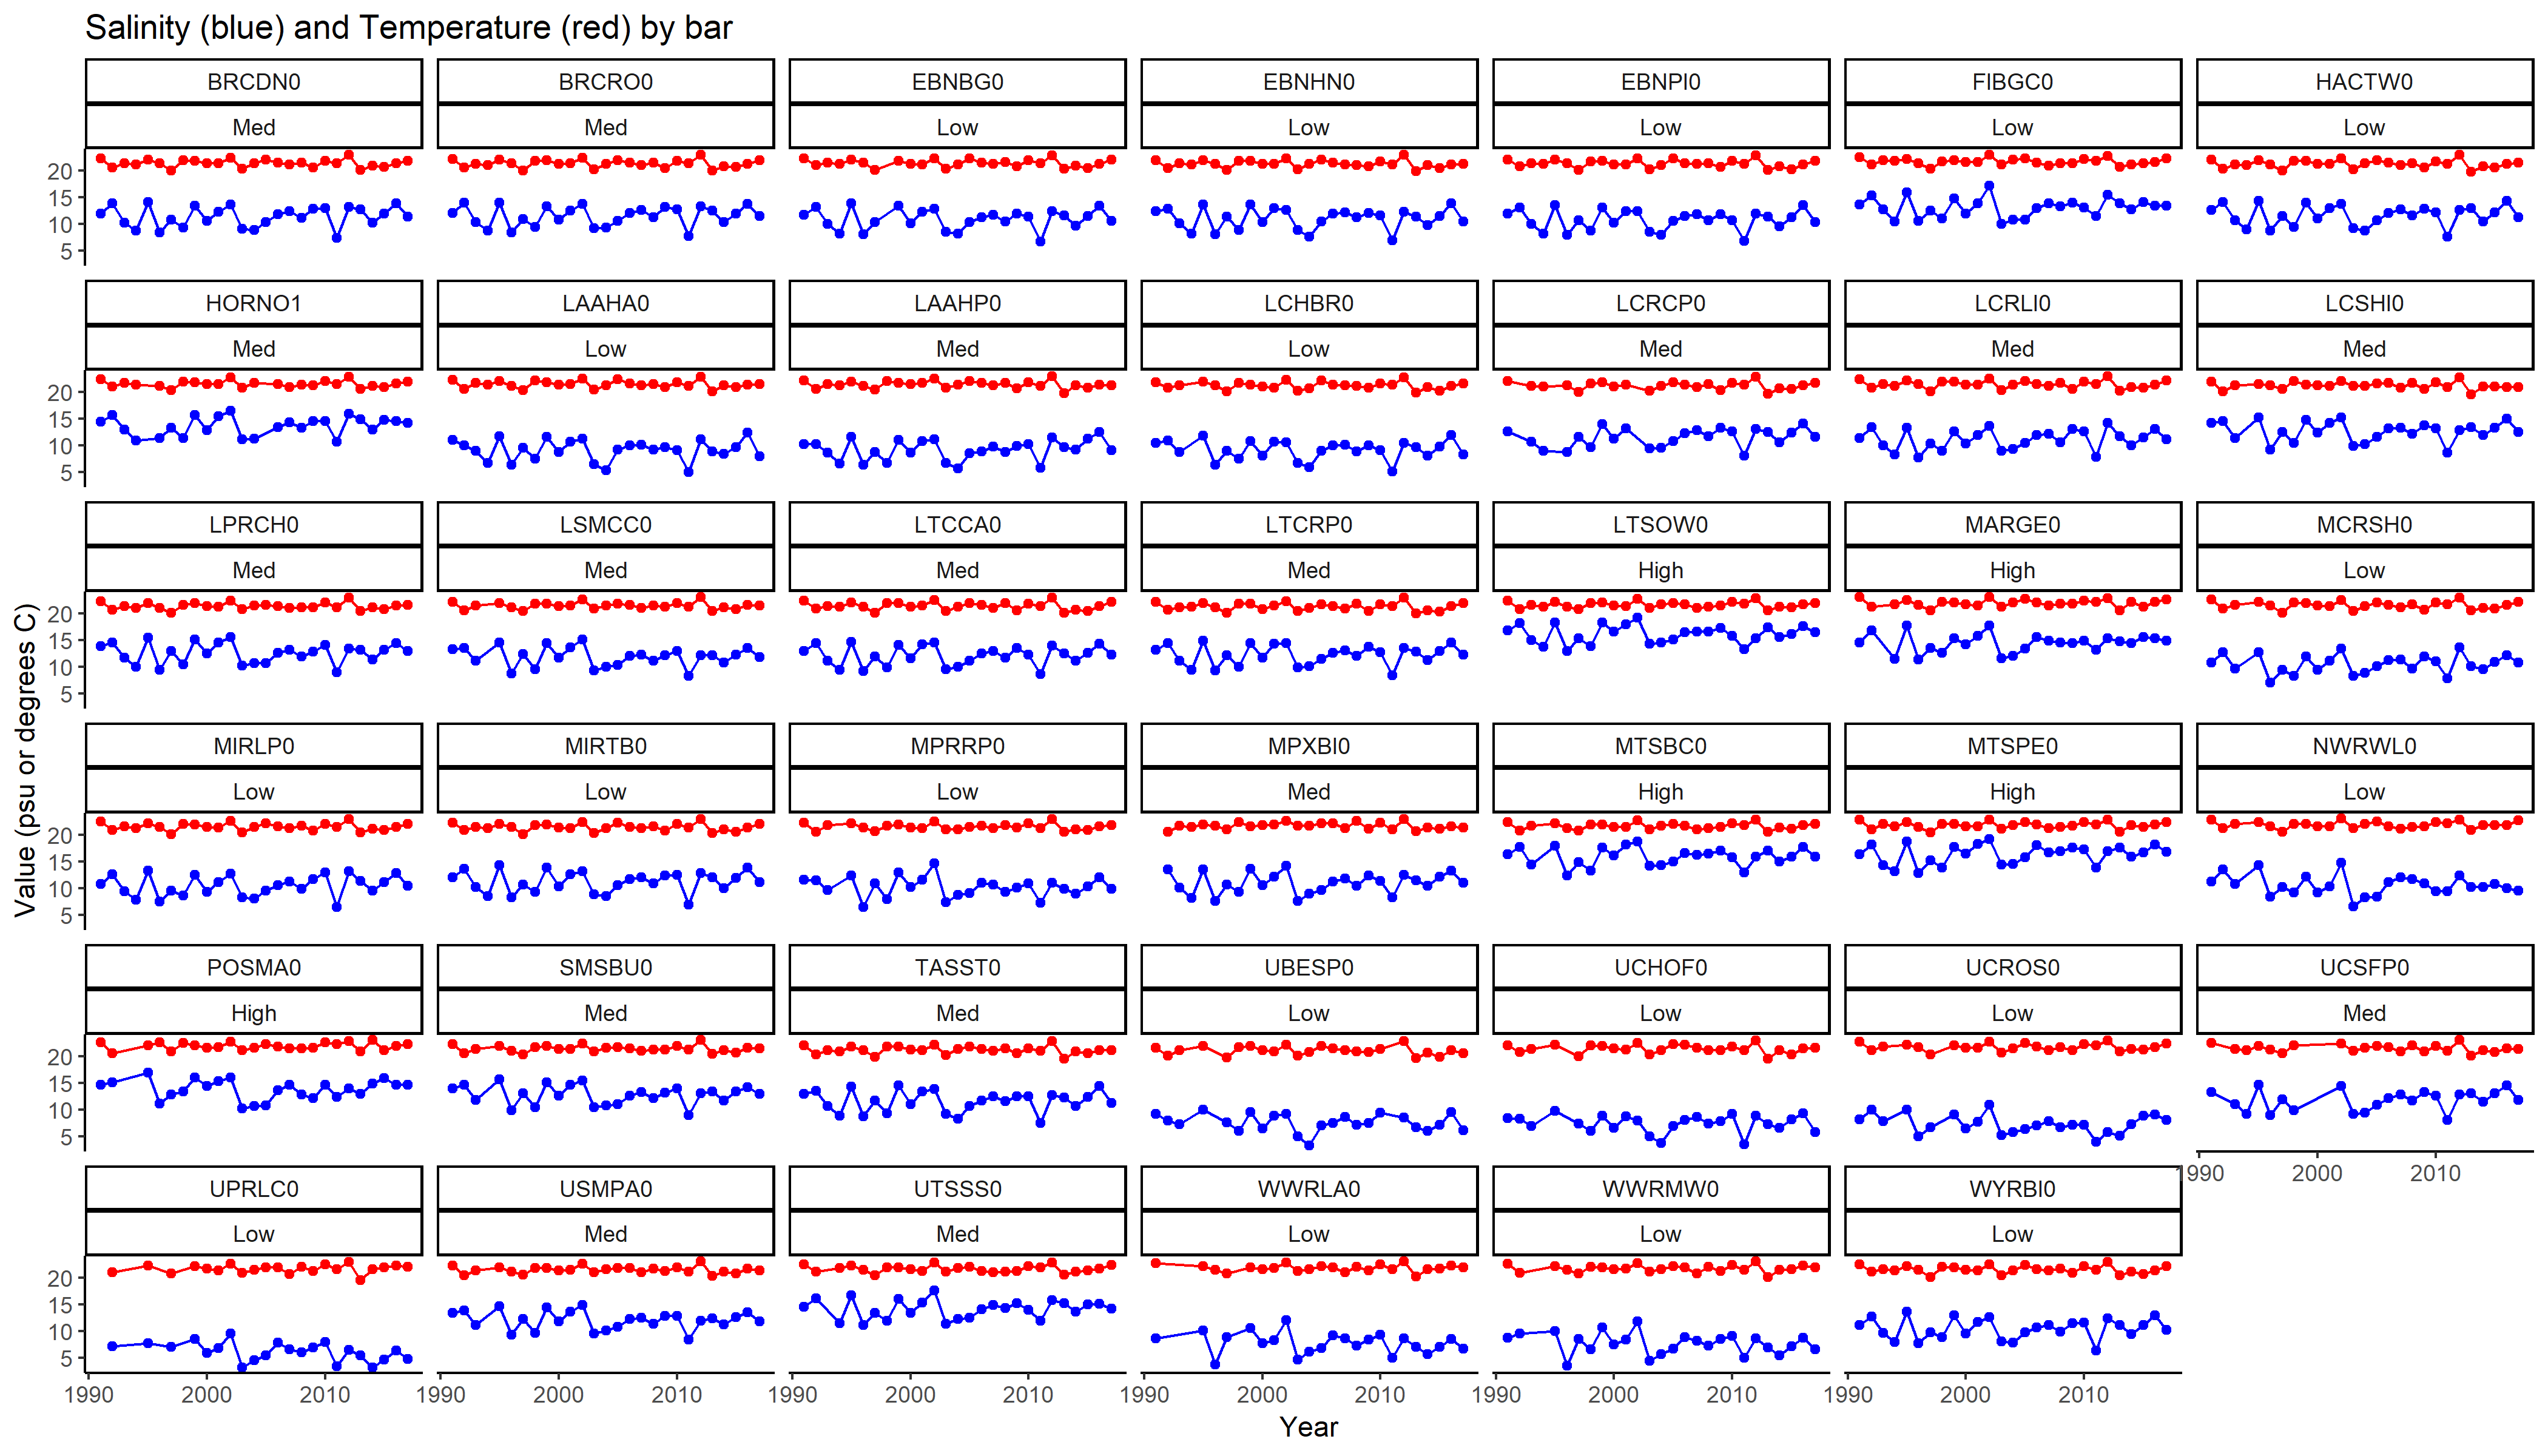 Salinity (blue) and Temperature (red) by bar
BRCDN0 BRCRO0 EBNBG0 EBNHN0 EBNPI0 FIBGC0 HACTW0
Med Med Low Low Low Low Low
20
15
10
5
HORNO1 LAAHA0 LAAHP0 LCHBR0 LCRCP0 LCRLI0 LCSHI0
Med Low Med Low Med Med Med
20
15
10
5
LPRCH0 LSMCC0 LTCCA0 LTCRP0 LTSOW0 MARGE0 MCRSH0
Med Med Med Med High High Low
20
15
10
5
Value (psu or degrees C)
MIRLP0 MIRTB0 MPRRP0 MPXBI0 MTSBC0 MTSPE0 NWRWL0
Low Low Low Med High High Low
20
15
10
5
POSMA0 SMSBU0 TASST0 UBESP0 UCHOF0 UCROS0 UCSFP0
High Med Med Low Low Low Med
20
15
10
5
1990 2000 2010
UPRLC0 USMPA0 UTSSS0 WWRLA0 WWRMW0 WYRBI0
Low Med Med Low Low Low
20
15
10
5
1990 2000 2010 1990 2000 2010 1990 2000 2010 1990 2000 2010 1990 2000 2010 1990 2000 2010
Year